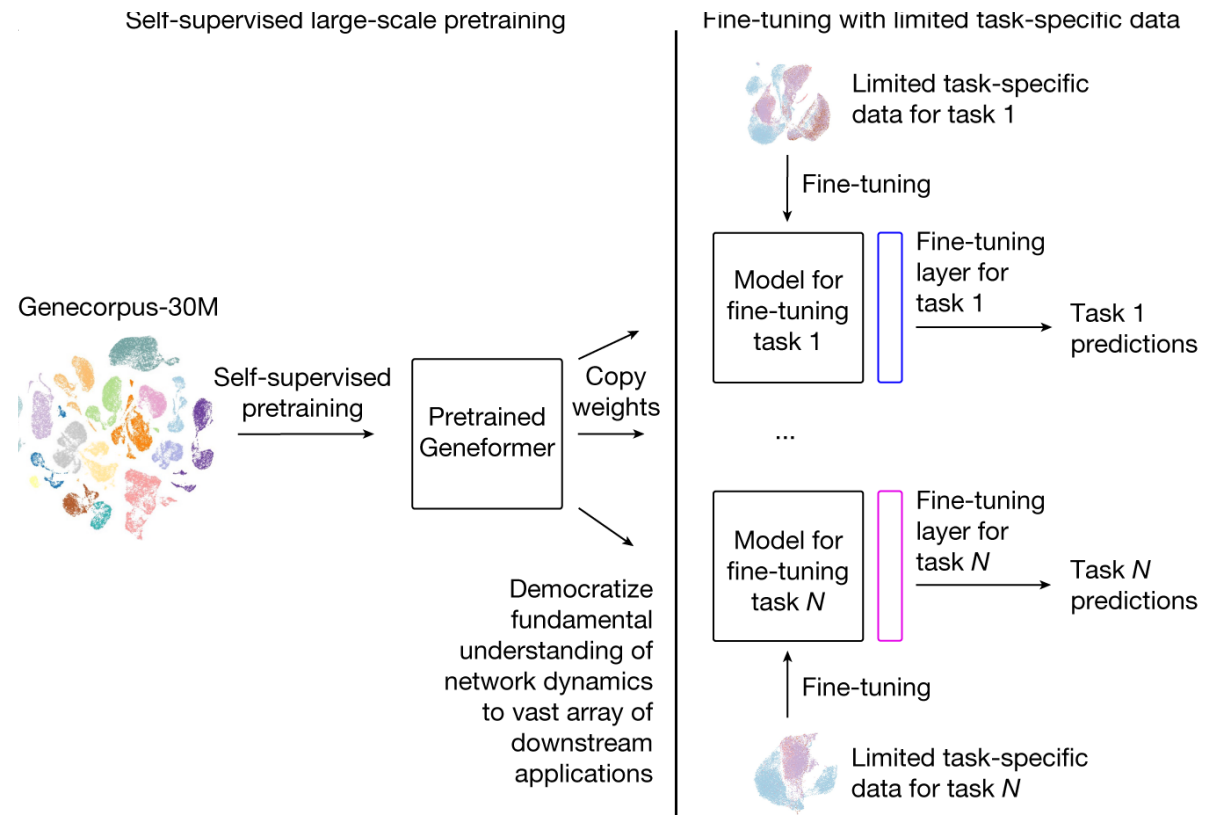 Self-supervised large-scale pretraining
Genecorpus-30M
Self-supervised
pretraining
Pretrained
Geneformer
Copy
weights
Democratize
fundamental
understanding of
network dynamics
to vast array of
downstream
applications
Fine-tuning with limited task-specific data
Limited task-specific
data for task 1
Fine-tuning
Model for
fine-tuning
task 1
Fine-tuning
layer for
task 1
Task 1
predictions
...
Model for
fine-tuning
task N
Fine-tuning
layer for
task N
Task N
predictions
Fine-tuning
Limited task-specific
data for task N